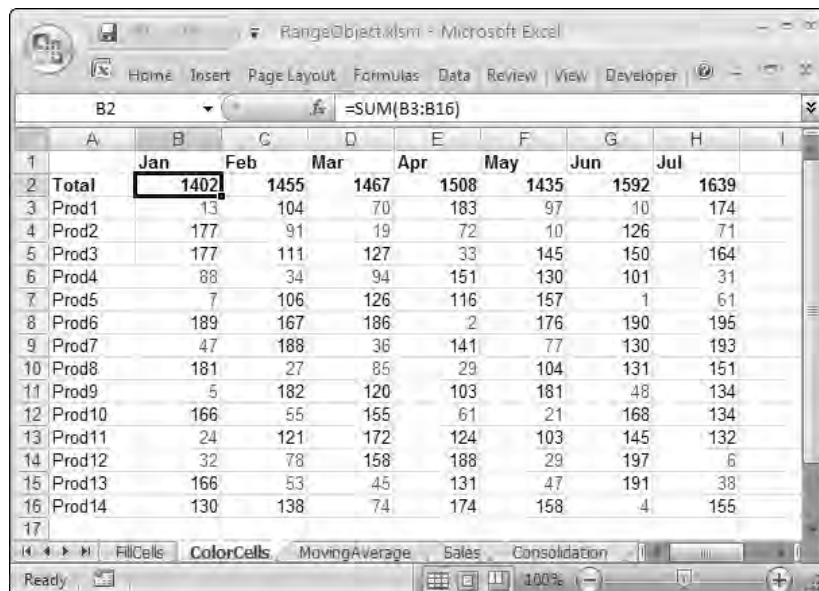 RangeObject.xlsm - Microsoft Excel
Home Insert Page Layout Formulas Data Review View Developer
B2 fx =SUM(B3:B16)
A B C D E F G H I
1 Jan Feb Mar Apr May Jun Jul
2 Total 1402 1455 1467 1508 1435 1592 1639
3 Prod1 13 104 70 183 97 10 174
4 Prod2 177 91 19 72 10 126 71
5 Prod3 177 111 127 33 145 150 164
6 Prod4 88 34 94 151 130 101 31
7 Prod5 7 106 126 116 157 1 61
8 Prod6 189 167 186 2 176 190 195
9 Prod7 47 188 36 141 77 130 193
10 Prod8 181 27 85 29 104 131 151
11 Prod9 5 182 120 103 181 48 134
12 Prod10 166 55 155 61 21 168 134
13 Prod11 24 121 172 124 103 145 132
14 Prod12 32 78 158 188 29 197 6
15 Prod13 166 53 45 131 47 191 38
16 Prod14 130 138 74 174 158 4 155
17
FillCells ColorCells MovingAverage Sales Consolidation
Ready 100%